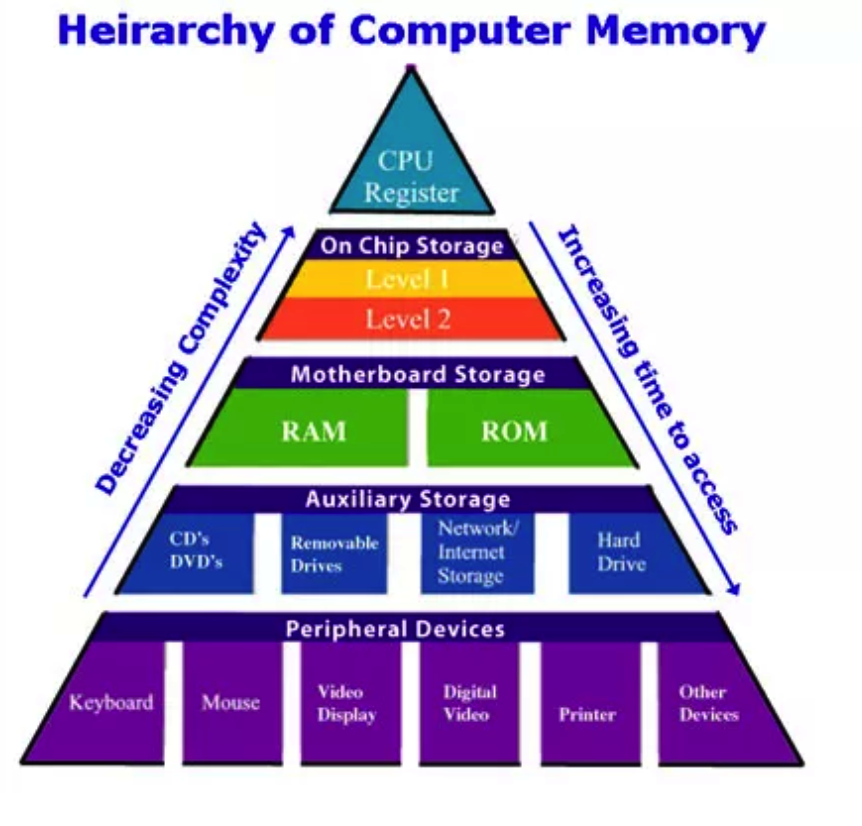 Heirarchy of Computer Memory
CPU
Register
Decreasing Complexity
Increasing time to access
On Chip Storage
Level 1
Level 2
Motherboard Storage
RAM
ROM
Auxiliary Storage
CD's
DVD's
Removable
Drives
Network/
Internet
Storage
Hard
Drive
Peripheral Devices
Keyboard
Mouse
Video
Display
Digital
Video
Printer
Other
Devices